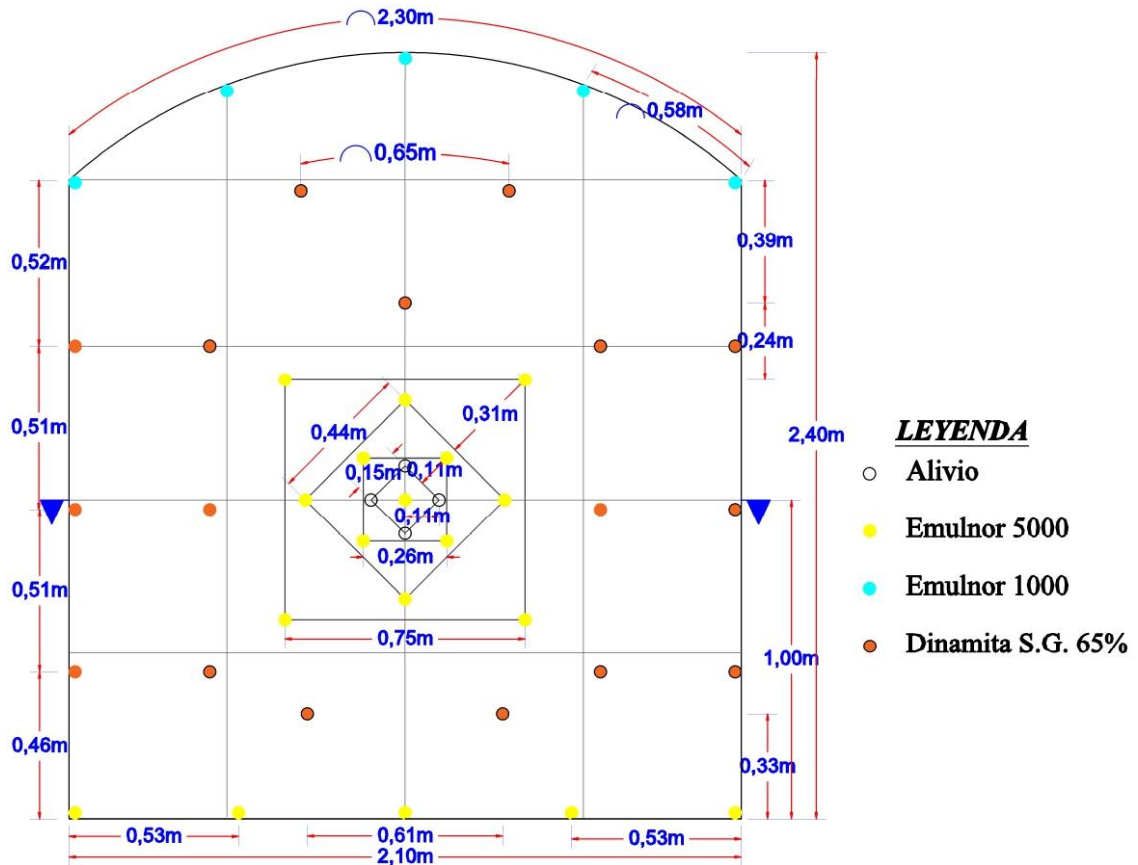 2,30m
0,58m
0,65m
0,52m
0,39m
0,24m
0,51m
0,44m
0,31m
2,40m
0,15m
0,11m
0,11m
0,26m
0,51m
0,75m
1,00m
0,46m
0,33m
0,53m
0,61m
0,53m
2,10m
LEYENDA
Alivio
Emulnor 5000
Emulnor 1000
Dinamita S.G. 65%